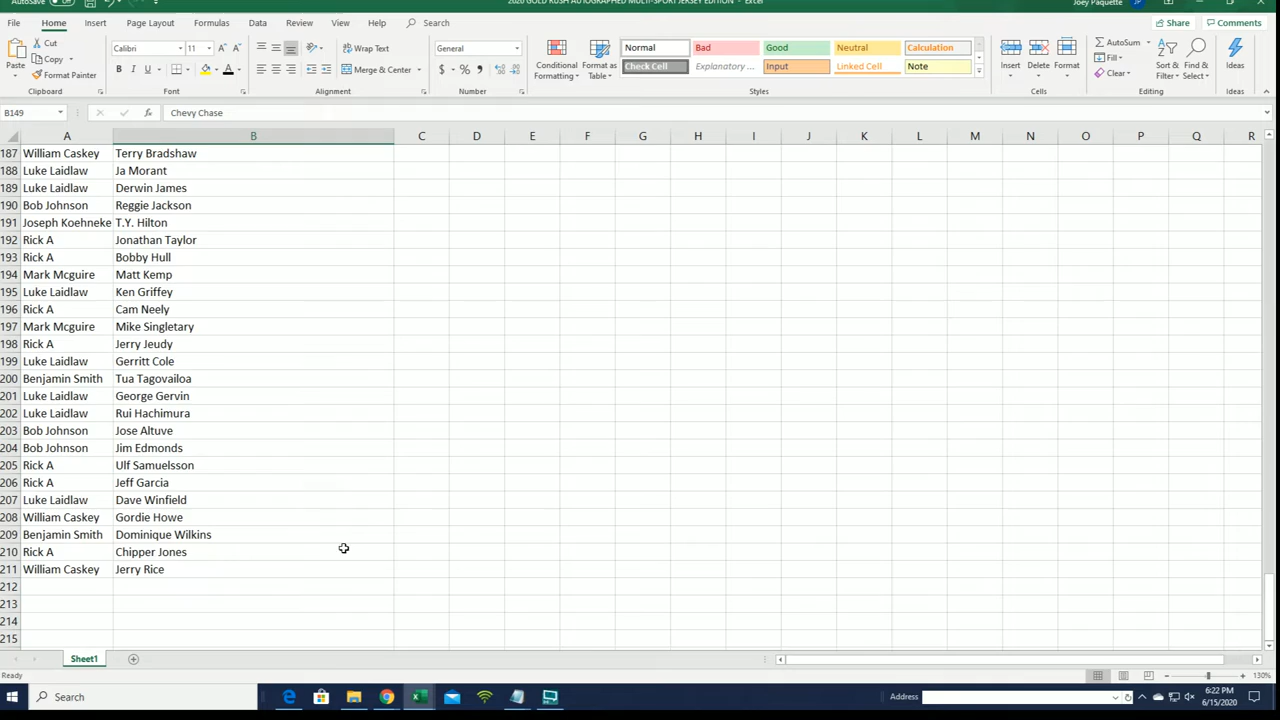 AutoSave
2020 GOLD RUSH AUTOGRAPHED MULTI-SPORT JERSEY EDITION - Excel
Joey Paquette
JP
File Home Insert Page Layout Formulas Data Review View Help Search Share Comments
Paste Cut Copy Format Painter Clipboard
Calibri 11 B I U A Font
Wrap Text Merge & Center Alignment
General $ % , Number
Conditional Formatting Format as Table
Normal Bad Good Neutral Calculation
Check Cell Explanatory ... Input Linked Cell Note
Styles
Insert Delete Format Cells
AutoSum Fill Clear Sort & Filter Find & Select Editing
Ideas Ideas
B149 fx Chevy Chase
A B C D E F G H I J K L M N O P Q R
187 William Caskey Terry Bradshaw
188 Luke Laidlaw Ja Morant
189 Luke Laidlaw Derwin James
190 Bob Johnson Reggie Jackson
191 Joseph Koehneke T.Y. Hilton
192 Rick A Jonathan Taylor
193 Rick A Bobby Hull
194 Mark Mcguire Matt Kemp
195 Luke Laidlaw Ken Griffey
196 Rick A Cam Neely
197 Mark Mcguire Mike Singletary
198 Rick A Jerry Jeudy
199 Luke Laidlaw Gerritt Cole
200 Benjamin Smith Tua Tagovailoa
201 Luke Laidlaw George Gervin
202 Luke Laidlaw Rui Hachimura
203 Bob Johnson Jose Altuve
204 Bob Johnson Jim Edmonds
205 Rick A Ulf Samuelsson
206 Rick A Jeff Garcia
207 Luke Laidlaw Dave Winfield
208 William Caskey Gordie Howe
209 Benjamin Smith Dominique Wilkins
210 Rick A Chipper Jones
211 William Caskey Jerry Rice
212
213
214
215
Sheet1
Ready
130%
Search
Address
6:22 PM
6/15/2020